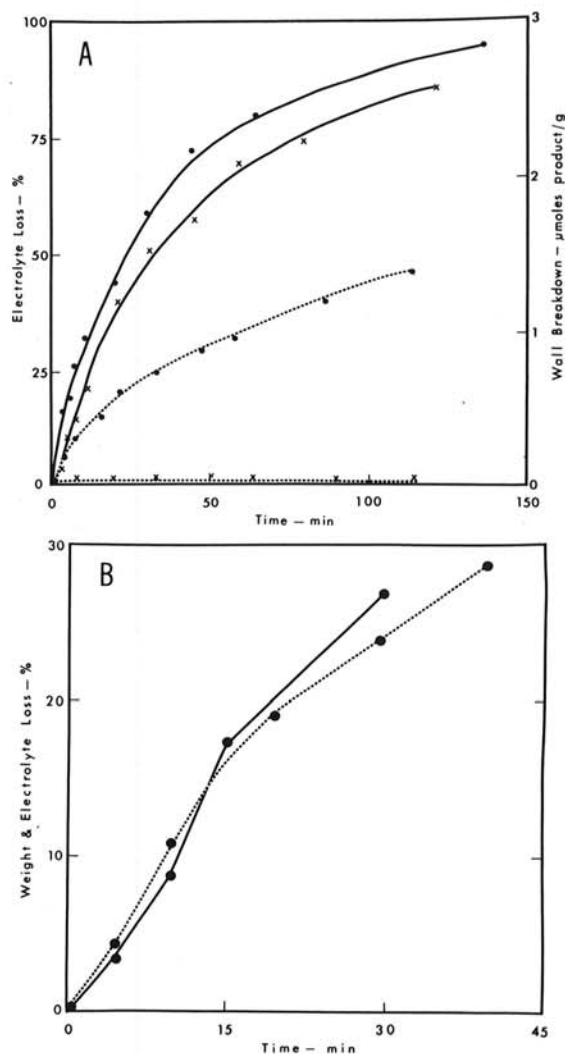 A
100
75
50
25
0
Electrolyte Loss – %
3
2
1
0
Wall Breakdown – μmoles product/g
0 50 100 150
Time – min
B
30
20
10
0
Weight & Electrolyte Loss – %
0 15 30 45
Time – min